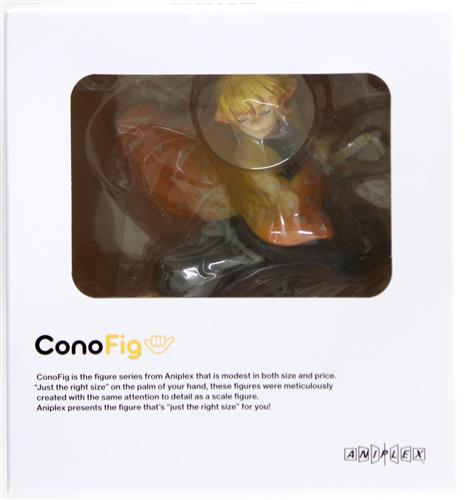 ConoFig
ConoFig is the figure series from Aniplex that is modest in both size and price.
“Just the right size” on the palm of your hand, these figures were meticulously
created with the same attention to detail as a scale figure.
Aniplex presents the figure that's “just the right size” for you!
ANIPLEX